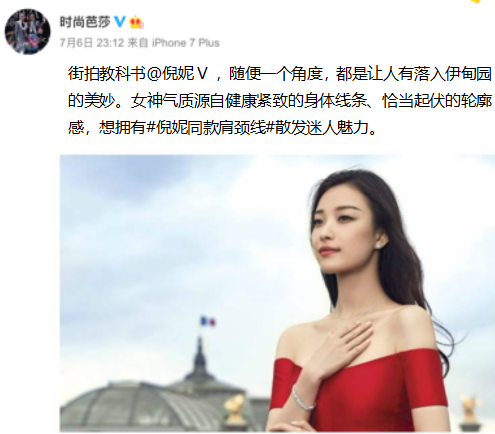 时尚芭莎
7月6日 23:12 来自 iPhone 7 Plus
街拍教科书@倪妮V ，随便一个角度，都是让人有落入伊甸园
的美妙。女神气质源自健康紧致的身体线条、恰当起伏的轮廓
感，想拥有#倪妮同款肩颈线#散发迷人魅力。